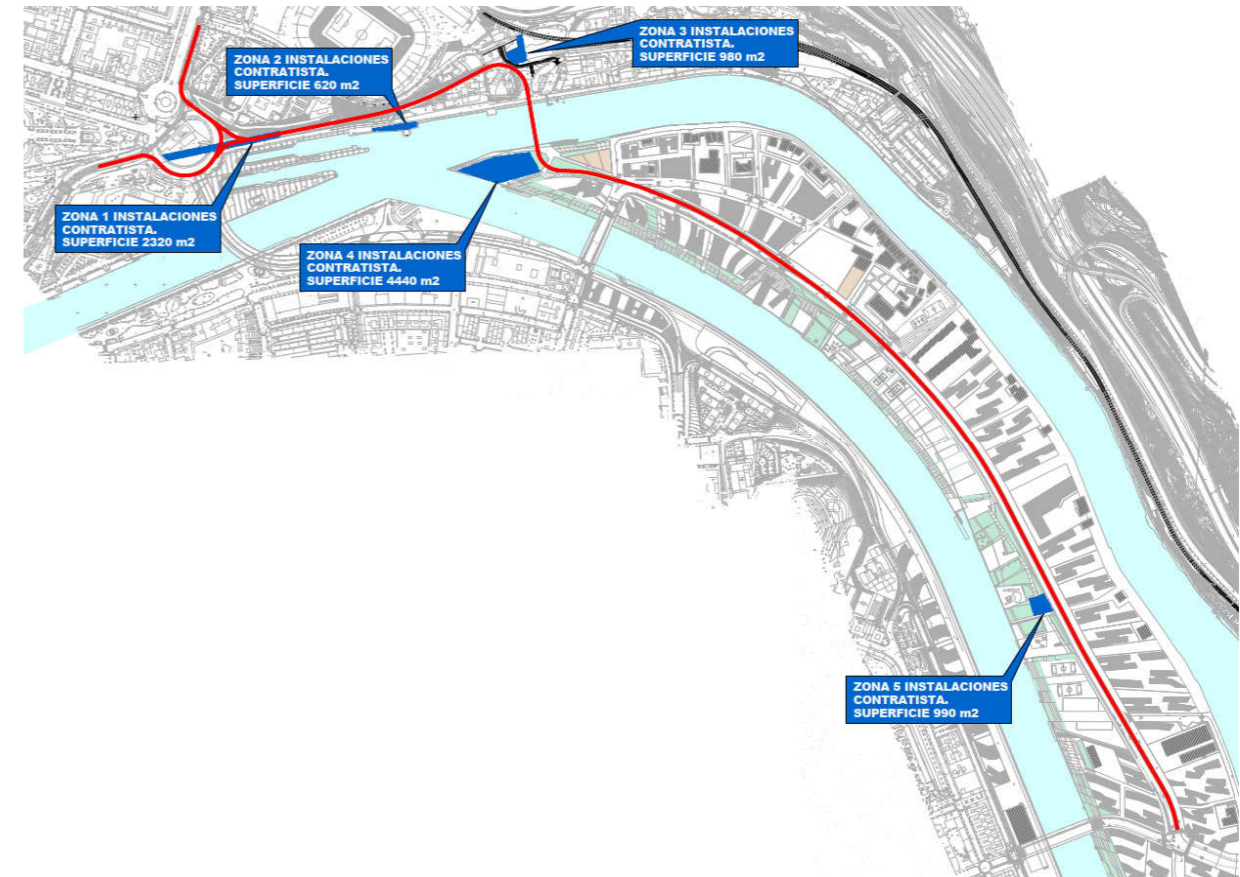 ZONA 3 INSTALACIONES
CONTRATISTA.
SUPERFICIE 980 m2
ZONA 2 INSTALACIONES
CONTRATISTA.
SUPERFICIE 620 m2
ZONA 1 INSTALACIONES
CONTRATISTA.
SUPERFICIE 2320 m2
ZONA 4 INSTALACIONES
CONTRATISTA.
SUPERFICIE 4440 m2
ZONA 5 INSTALACIONES
CONTRATISTA.
SUPERFICIE 990 m2